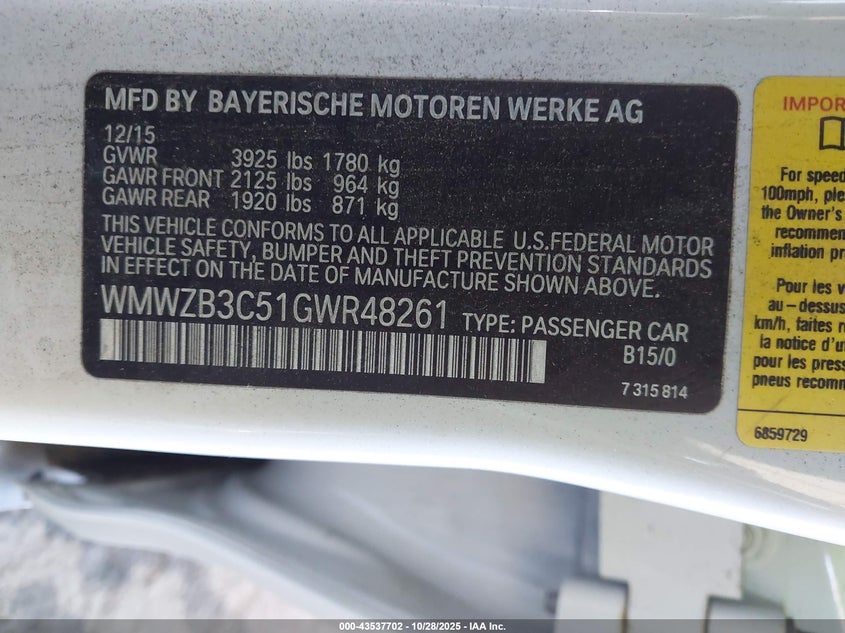 MFD BY BAYERISCHE MOTOREN WERKE AG
12/15
GVWR 3925 lbs 1780 kg
GAWR FRONT 2125 lbs 964 kg
GAWR REAR 1920 lbs 871 kg
THIS VEHICLE CONFORMS TO ALL APPLICABLE U.S.FEDERAL MOTOR
VEHICLE SAFETY, BUMPER AND THEFT PREVENTION STANDARDS
IN EFFECT ON THE DATE OF MANUFACTURE SHOWN ABOVE.
WMWZB3C51GWR48261 TYPE: PASSENGER CAR
B15/0
7 315 814
For speed
100mph, ple
the Owner's
recommen
inflation pr
Pour les v
au-dessus
km/h, faites r
la notice d'u
pour les press
pneus recomm
6859729
000-43537702 - 10/28/2025 - IAA Inc.